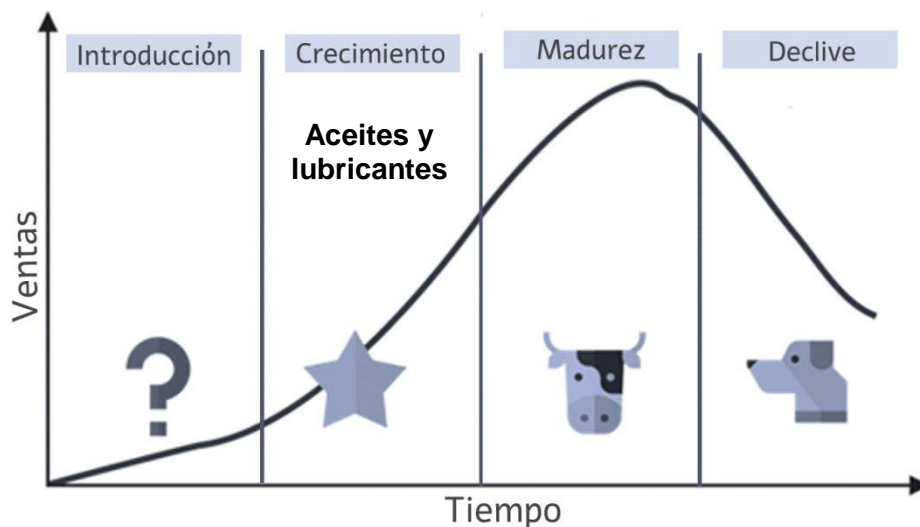 Introducción
Crecimiento
Madurez
Declive
Aceites y
lubricantes
Ventas
?
Tiempo